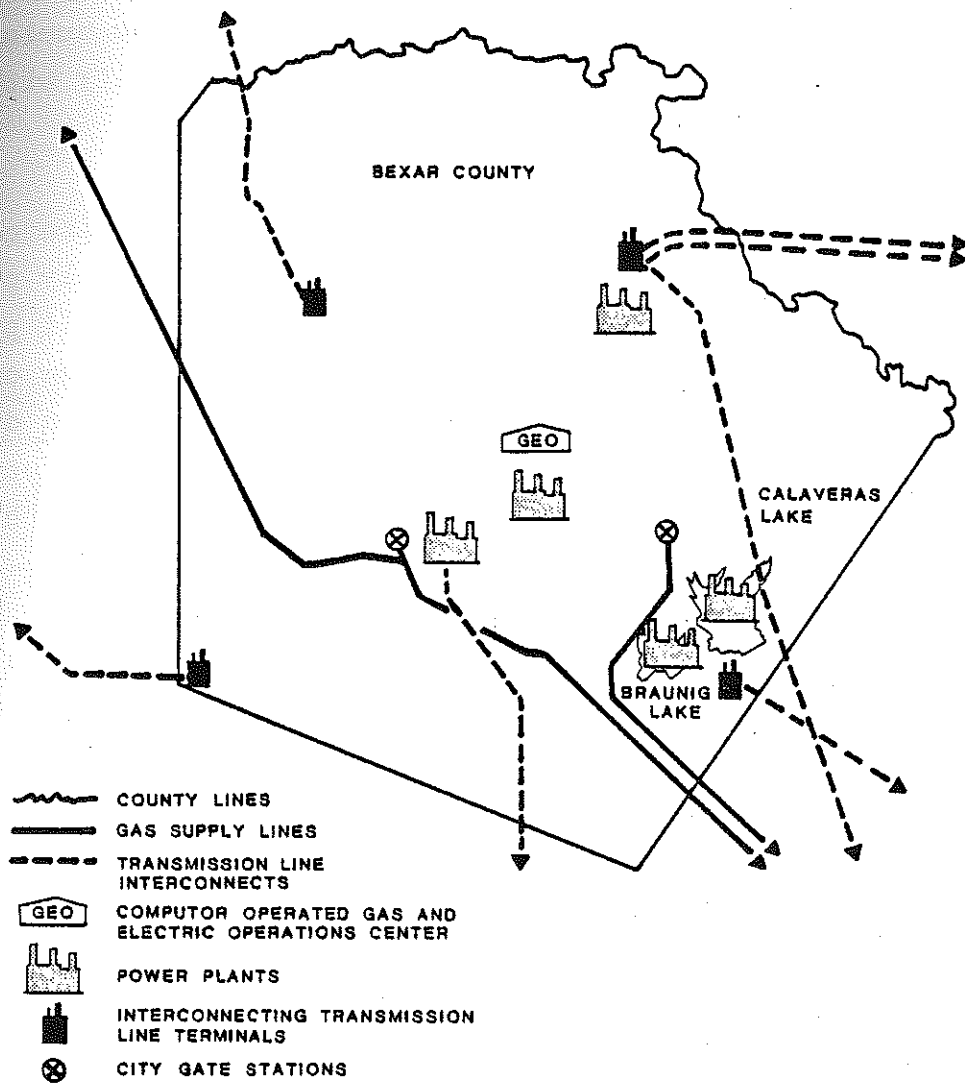 BEXAR COUNTY
GEO
CALAVERAS
LAKE
BRAUNIG
LAKE
COUNTY LINES
GAS SUPPLY LINES
TRANSMISSION LINE
INTERCONNECTS
GEO
COMPUTOR OPERATED GAS AND
ELECTRIC OPERATIONS CENTER
POWER PLANTS
INTERCONNECTING TRANSMISSION
LINE TERMINALS
CITY GATE STATIONS